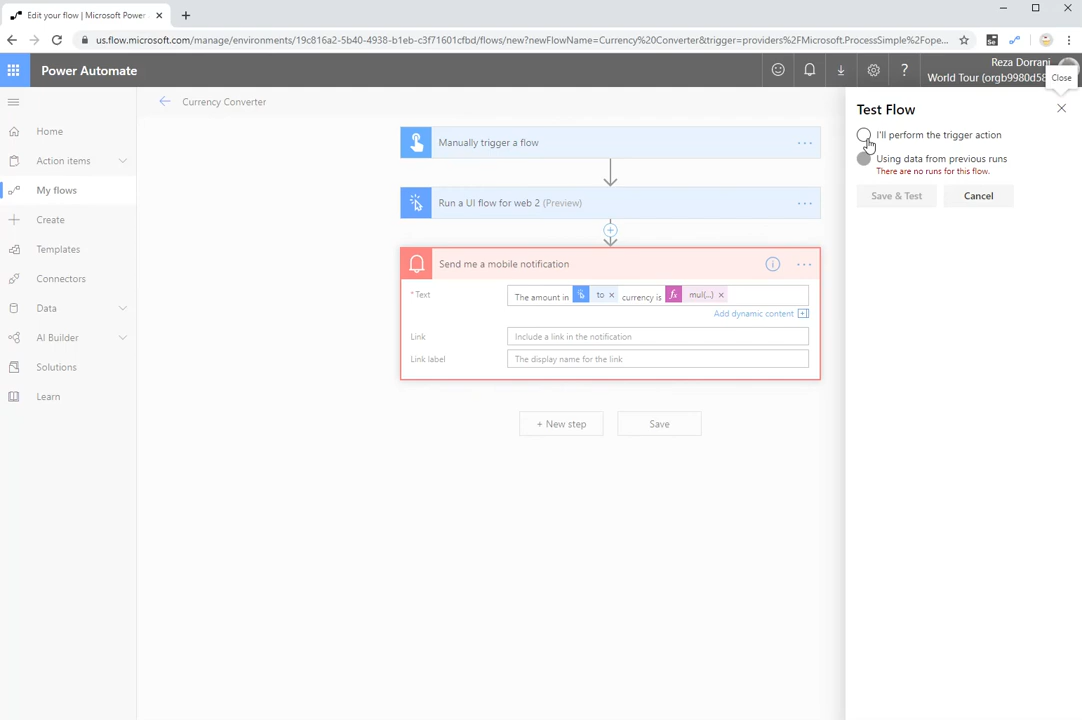 Edit your flow | Microsoft Power
us.flow.microsoft.com/manage/environments/19c816a2-5b40-4938-b1eb-c3f71601cfbd/flows/new?newFlowName=Currency%20Converter&trigger=providers%2FMicrosoft.ProcessSimple%2Fope...
Power Automate
Reza Dorrani
World Tour (orgb9980d58
Close
Currency Converter
Home
Action items
My flows
Create
Templates
Connectors
Data
AI Builder
Solutions
Learn
Manually trigger a flow
Run a UI flow for web 2 (Preview)
Send me a mobile notification
* Text
The amount in to × currency is fx mul(...) ×
Add dynamic content
Link
Include a link in the notification
Link label
The display name for the link
+ New step
Save
Test Flow
I'll perform the trigger action
Using data from previous runs
There are no runs for this flow.
Save & Test
Cancel